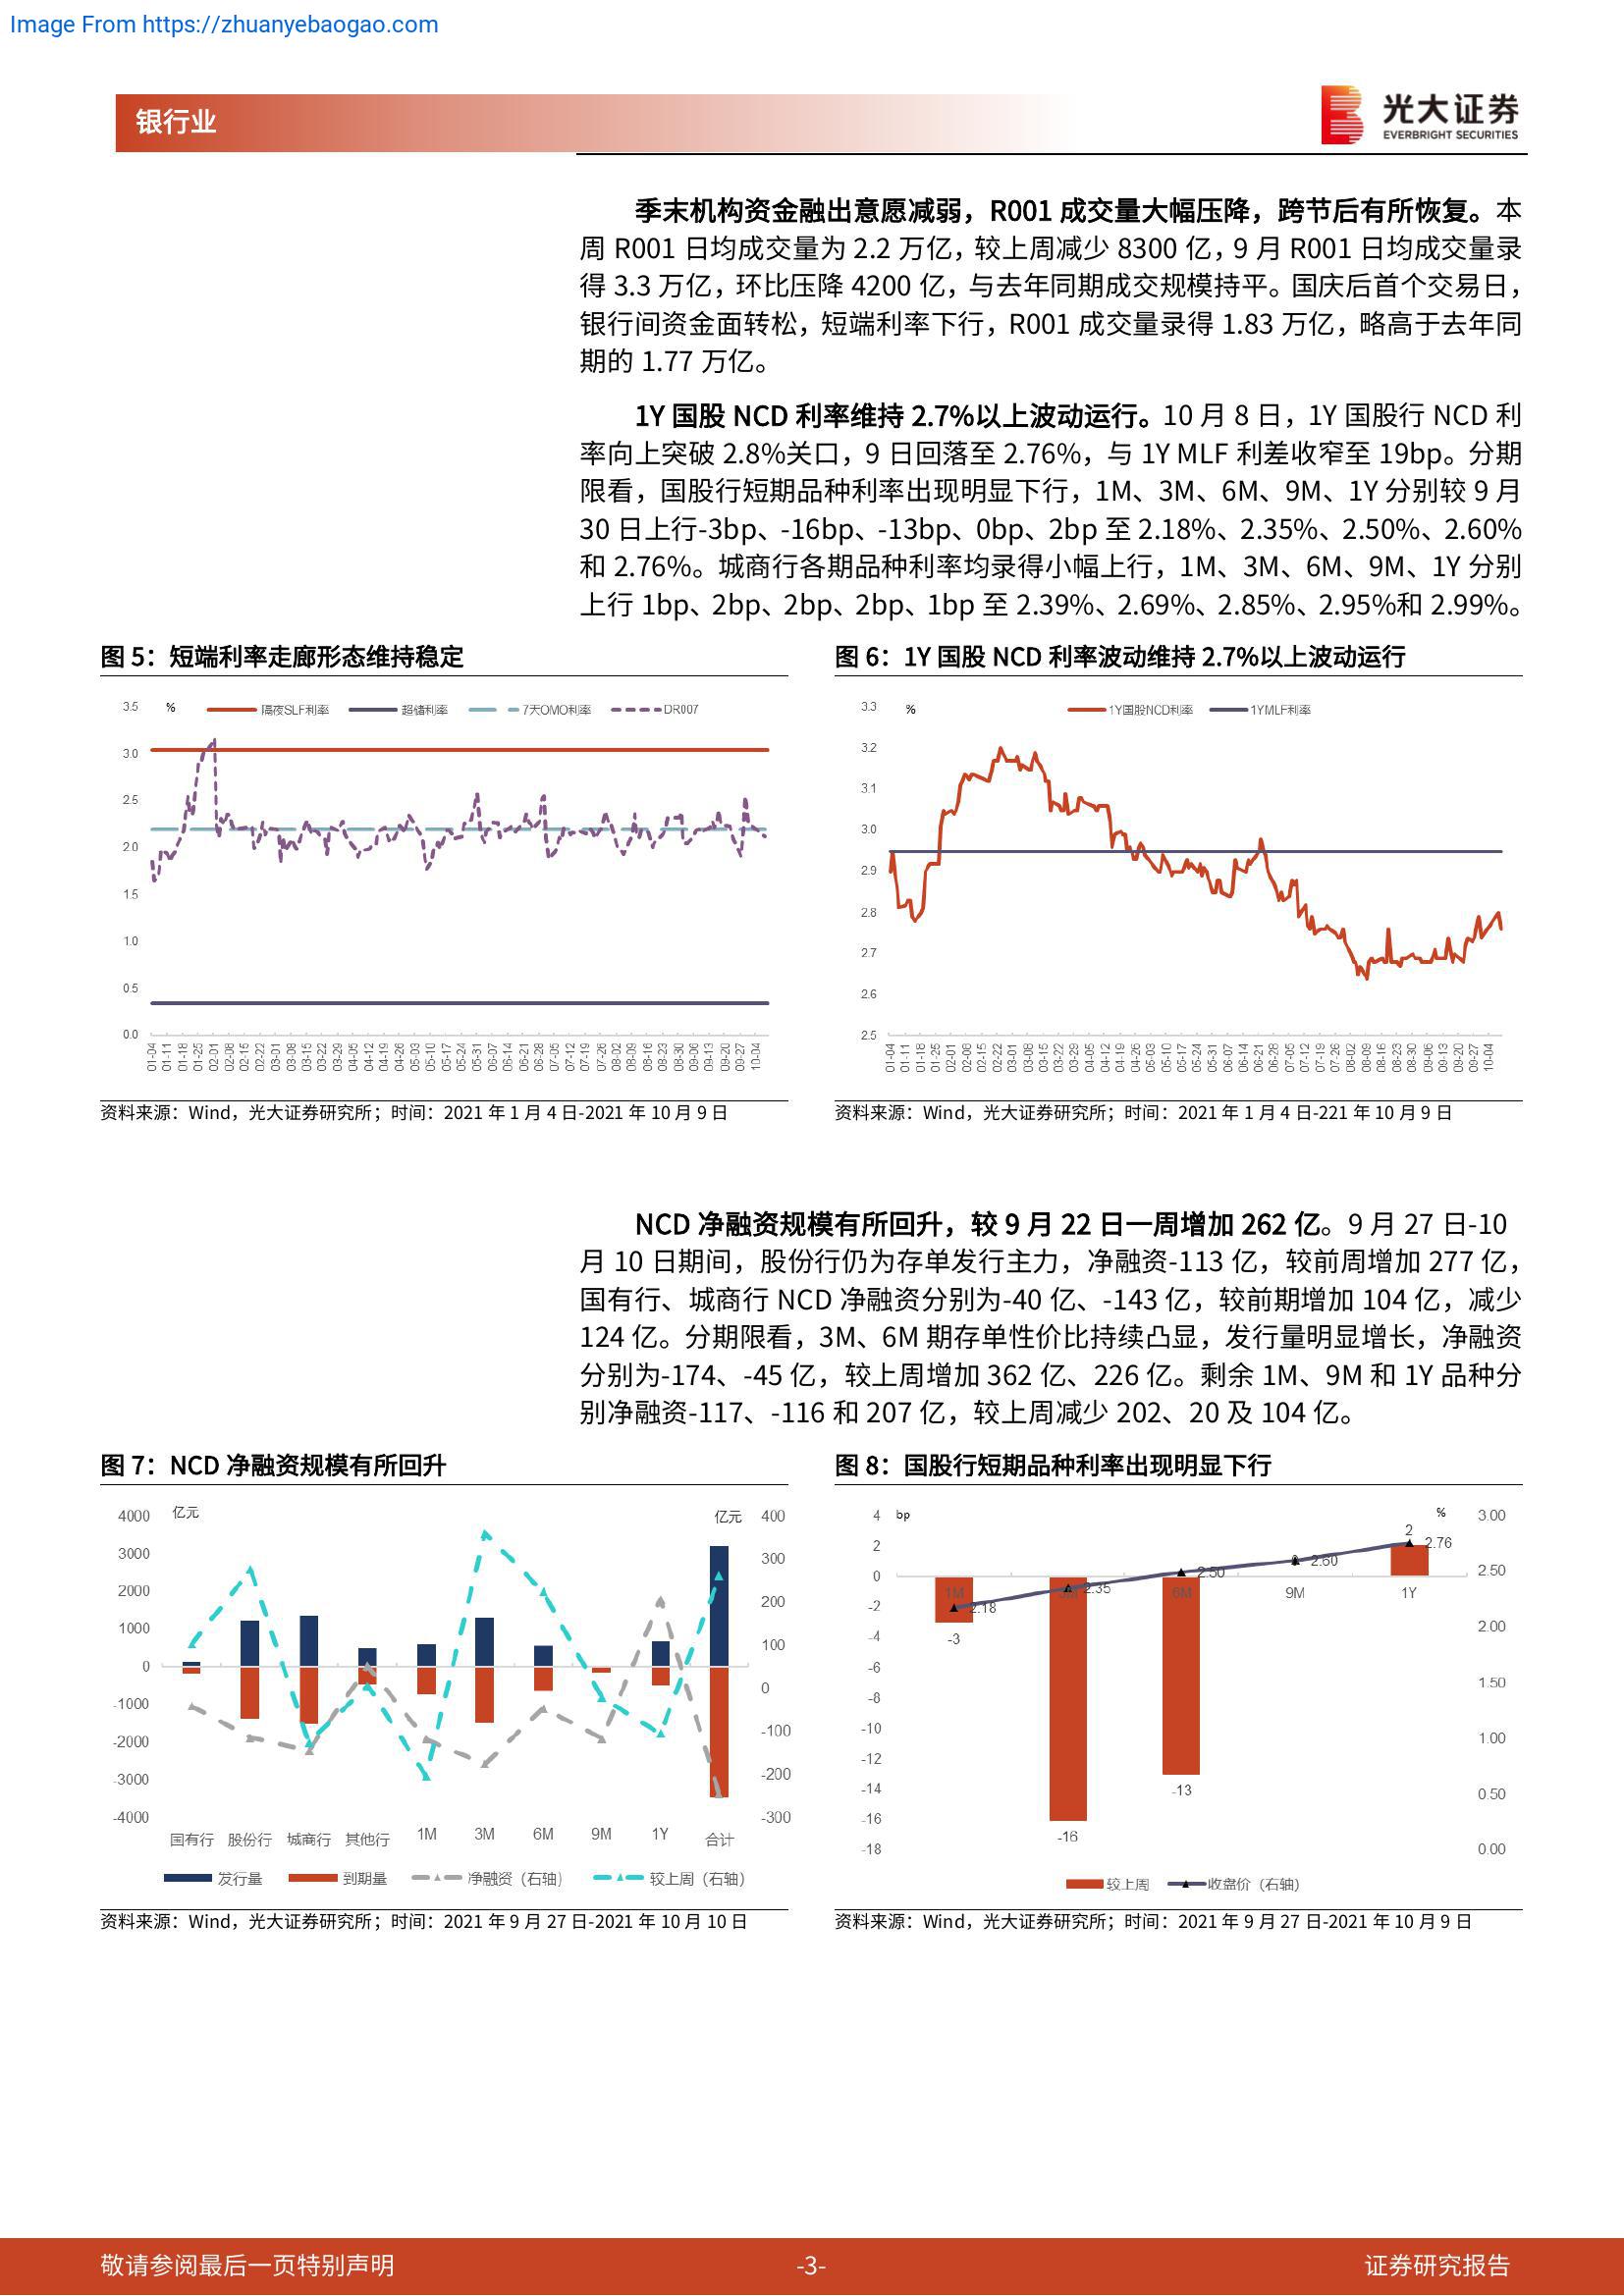 Image From https://zhuanyebaogao.com
银行业
光大证券
EVERBRIGHT SECURITIES
季末机构资金融出意愿减弱，R001 成交量大幅压降，跨节后有所恢复。本
周 R001 日均成交量为 2.2 万亿，较上周减少 8300 亿，9 月 R001 日均成交量录
得 3.3 万亿，环比压降 4200 亿，与去年同期成交规模持平。国庆后首个交易日，
银行间资金面转松，短端利率下行，R001 成交量录得 1.83 万亿，略高于去年同
期的 1.77 万亿。
1Y 国股 NCD 利率维持 2.7%以上波动运行。10 月 8 日，1Y 国股行 NCD 利
率向上突破 2.8%关口，9 日回落至 2.76%，与 1Y MLF 利差收窄至 19bp。分期
限看，国股行短期品种利率出现明显下行，1M、3M、6M、9M、1Y 分别较 9 月
30 日上行-3bp、-16bp、-13bp、0bp、2bp 至 2.18%、2.35%、2.50%、2.60%
和 2.76%。城商行各期品种利率均录得小幅上行，1M、3M、6M、9M、1Y 分别
上行 1bp、2bp、2bp、2bp、1bp 至 2.39%、2.69%、2.85%、2.95%和 2.99%。
图 5：短端利率走廊形态维持稳定
3.5 % 隔夜SLF利率 超储利率 7天OMO利率 DR007
3.0
2.5
2.0
1.5
1.0
0.5
0.0
01-04 01-11 01-18 01-25 02-01 02-08 02-15 02-22 03-01 03-08 03-15 03-22 03-29 04-05 04-12 04-19 04-26 05-03 05-10 05-17 05-24 05-31 06-07 06-14 06-21 06-28 07-05 07-12 07-19 07-26 08-02 08-09 08-16 08-23 08-30 09-06 09-13 09-20 09-27 10-04
资料来源：Wind，光大证券研究所；时间：2021 年 1 月 4 日-2021 年 10 月 9 日
图 6：1Y 国股 NCD 利率波动维持 2.7%以上波动运行
3.3 % 1Y国股NCD利率 1YMLF利率
3.2
3.1
3.0
2.9
2.8
2.7
2.6
2.5
01-04 01-11 01-18 01-25 02-01 02-08 02-15 02-22 03-01 03-08 03-15 03-22 03-29 04-05 04-12 04-19 04-26 05-03 05-10 05-17 05-24 05-31 06-07 06-14 06-21 06-28 07-05 07-12 07-19 07-26 08-02 08-09 08-16 08-23 08-30 09-06 09-13 09-20 09-27 10-04
资料来源：Wind，光大证券研究所；时间：2021 年 1 月 4 日-221 年 10 月 9 日
NCD 净融资规模有所回升，较 9 月 22 日一周增加 262 亿。9 月 27 日-10
月 10 日期间，股份行仍为存单发行主力，净融资-113 亿，较前周增加 277 亿，
国有行、城商行 NCD 净融资分别为-40 亿、-143 亿，较前期增加 104 亿，减少
124 亿。分期限看，3M、6M 期存单性价比持续凸显，发行量明显增长，净融资
分别为-174、-45 亿，较上周增加 362 亿、226 亿。剩余 1M、9M 和 1Y 品种分
别净融资-117、-116 和 207 亿，较上周减少 202、20 及 104 亿。
图 7：NCD 净融资规模有所回升
4000 亿元 亿元 400
3000 300
2000 200
1000 100
0 0
-1000 -100
-2000 -200
-3000 -300
-4000
国有行 股份行 城商行 其他行 1M 3M 6M 9M 1Y 合计
发行量 到期量 净融资（右轴） 较上周（右轴）
资料来源：Wind，光大证券研究所；时间：2021 年 9 月 27 日-2021 年 10 月 10 日
图 8：国股行短期品种利率出现明显下行
4 bp % 3.00
2 2.50
0 2.00
-2 1.50
-4 1.00
-6 0.50
-8 0.00
-10
-12
-14
-16
-18
1M 6M 9M 1Y
-3 -16 -13 2
2.18 2.35 2.50 2.60 2.76
较上周 收盘价（右轴）
资料来源：Wind，光大证券研究所；时间：2021 年 9 月 27 日-2021 年 10 月 9 日
敬请参阅最后一页特别声明
-3-
证券研究报告